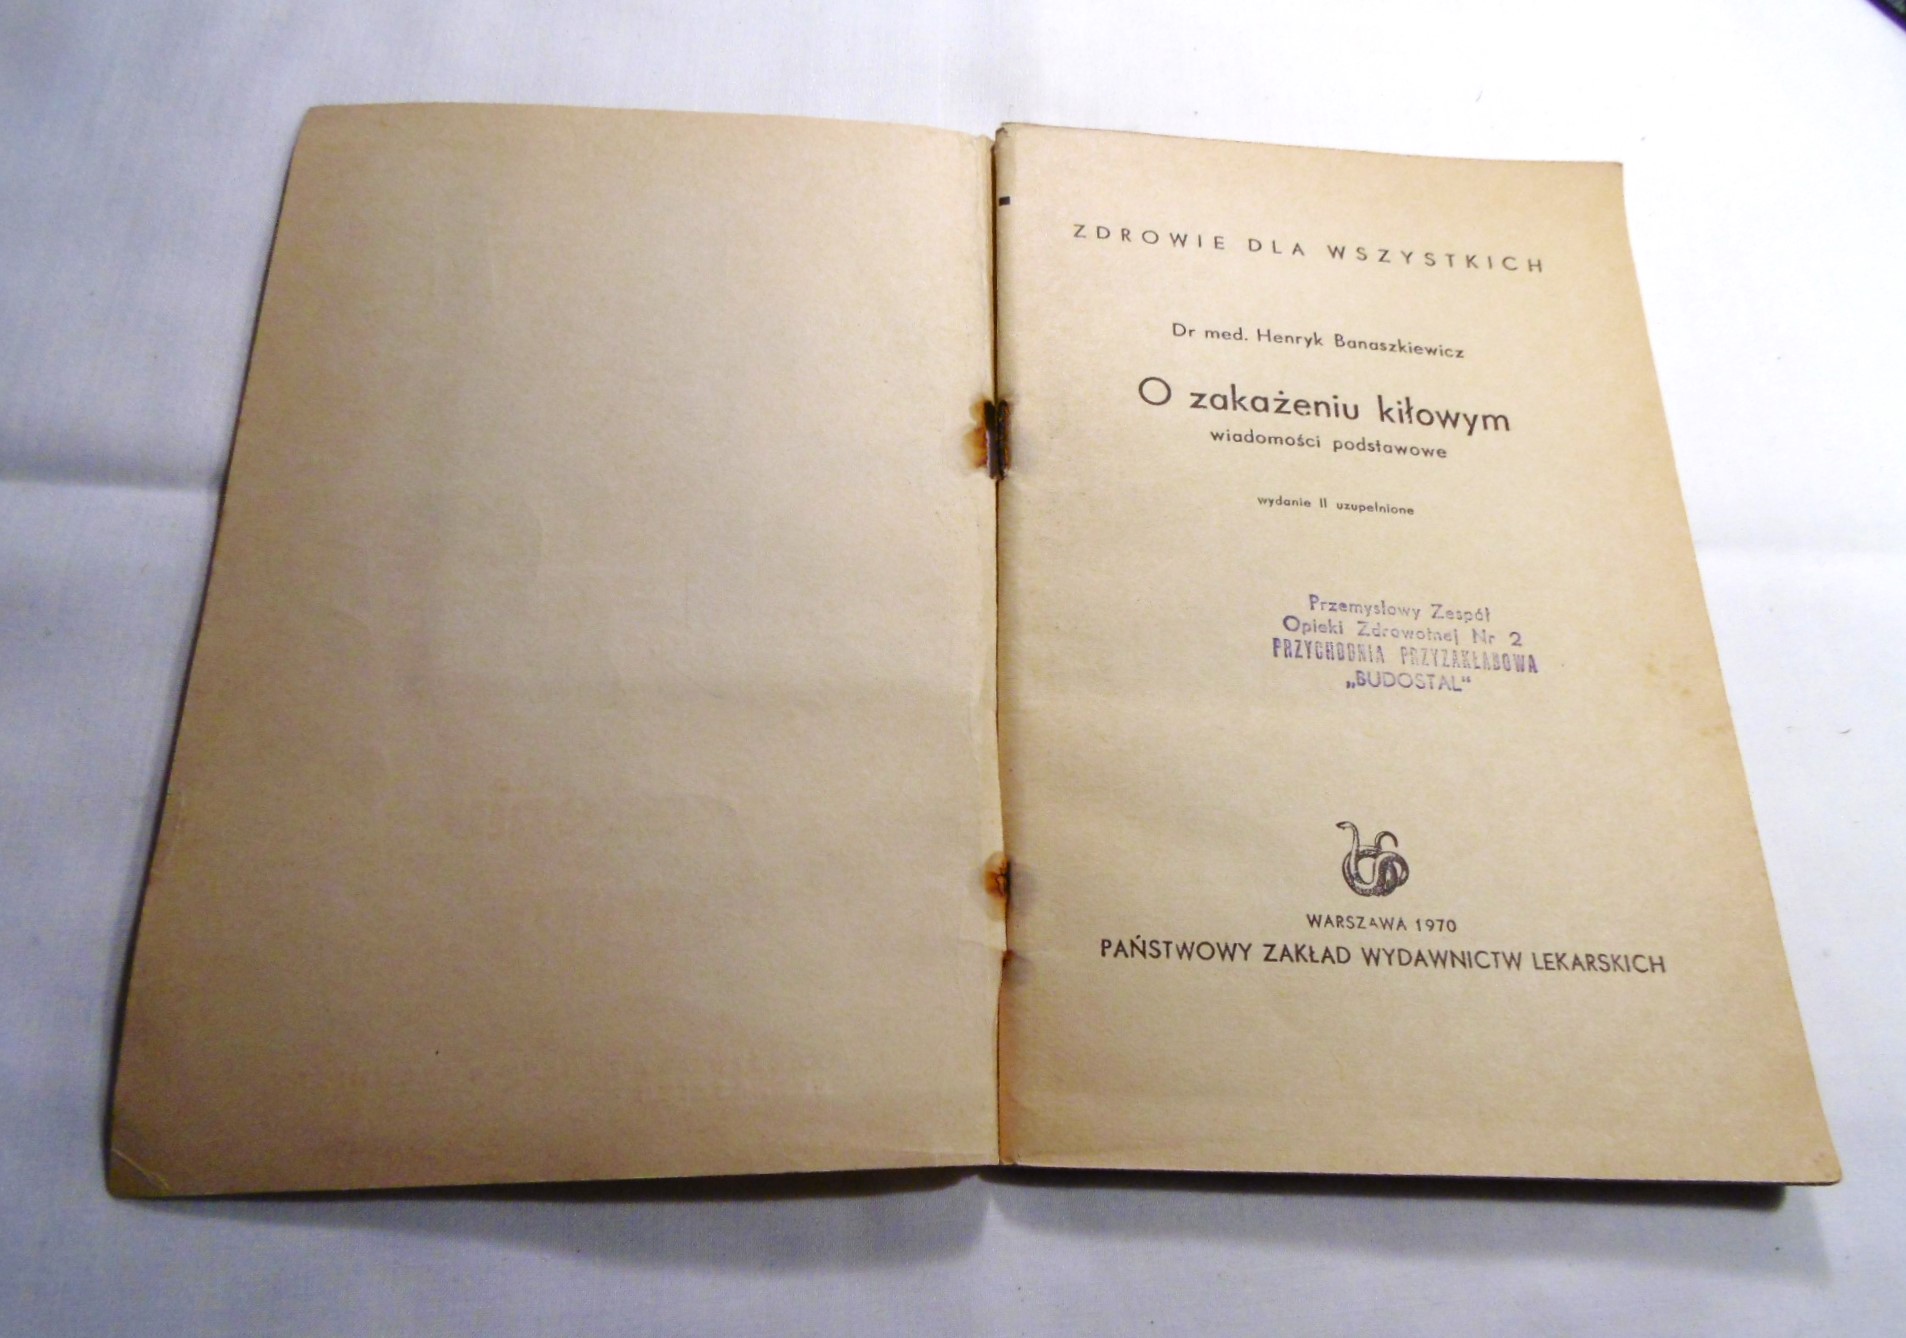 ZDROWIE DLA WSZYSTKICH
Dr med. Henryk Banaszkiewicz
O zakażeniu kiłowym
wiadomości podstawowe
wydanie II uzupełnione
Przemysłowy Zespół
Opieki Zdrowotnej Nr 2
PRZYCHODNIA PRZYZAKŁADOWA
„BUDOSTAL"
WARSZAWA 1970
PAŃSTWOWY ZAKŁAD WYDAWNICTW LEKARSKICH